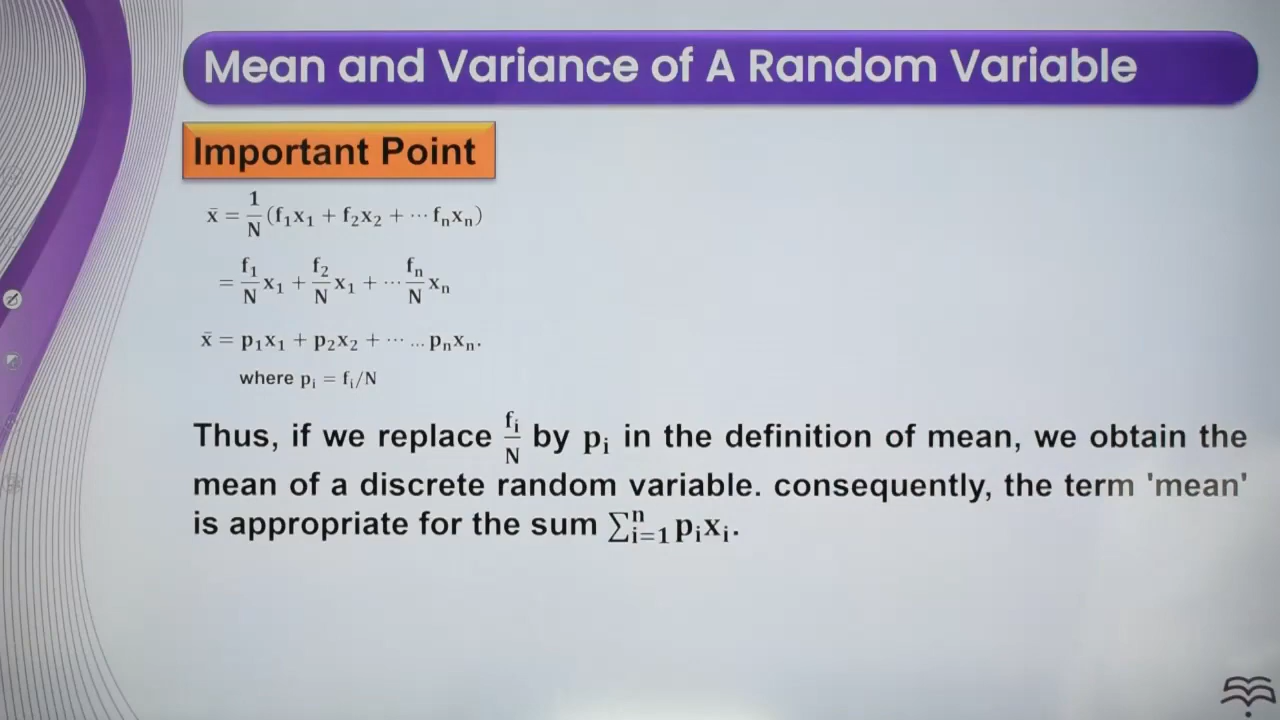 Mean and Variance of A Random Variable
Important Point
x̄ = 1/N (f₁x₁ + f₂x₂ + ⋯ fₙxₙ)
= f₁/N x₁ + f₂/N x₁ + ⋯ fₙ/N xₙ
x̄ = p₁x₁ + p₂x₂ + ⋯ … pₙxₙ.
where pᵢ = fᵢ/N
Thus, if we replace fᵢ/N by pᵢ in the definition of mean, we obtain the
mean of a discrete random variable. consequently, the term 'mean'
is appropriate for the sum ∑ⁿᵢ₌₁ pᵢxᵢ.